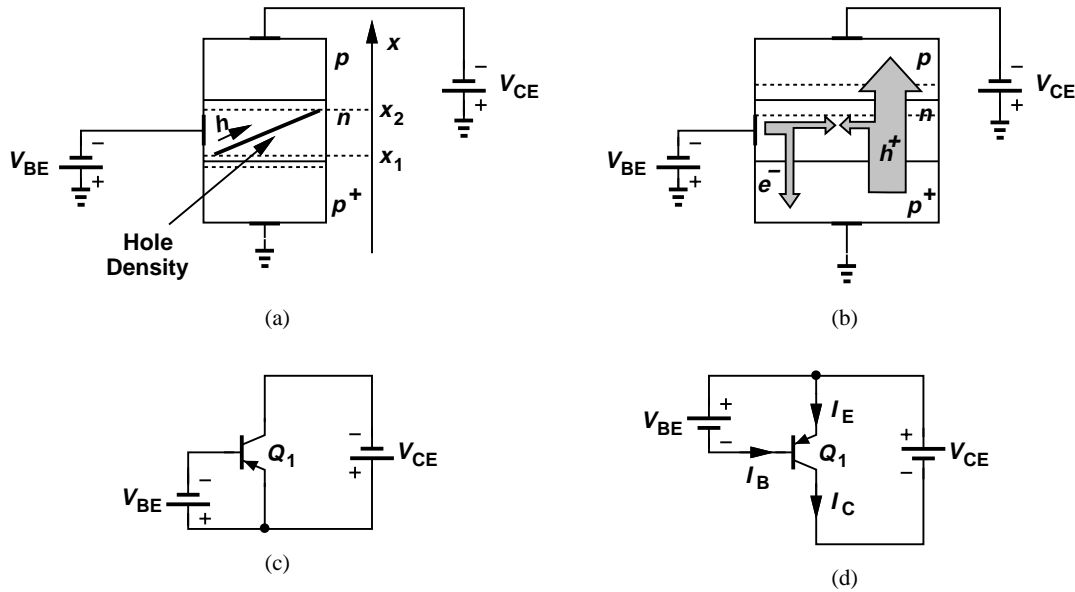 p
x
V_CE
−
+
n
x_2
h
x_1
V_BE
−
+
p^+
Hole
Density
(a)
p
−
+
V_CE
n
V_BE
−
+
e^−
h^+
p^+
(b)
Q_1
V_BE
−
+
−
+
V_CE
(c)
V_BE
+
−
I_E
I_B
Q_1
I_C
+
−
V_CE
(d)